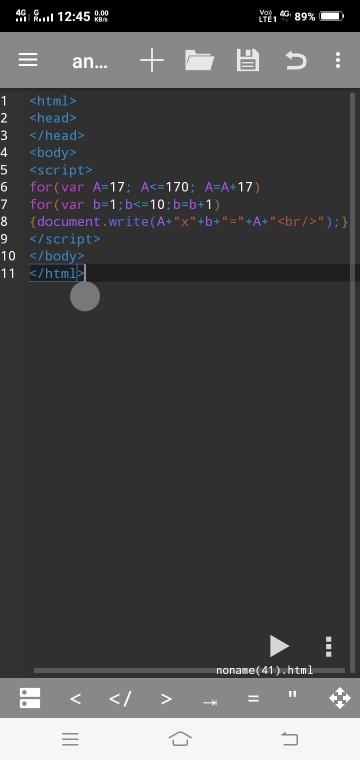 4G G 12:45 0.00 KB/s Vo) LTE1 4G 89%
an...
1 <html>
2 <head>
3 </head>
4 <body>
5 <script>
6 for(var A=17; A<=170; A=A+17)
7 for(var b=1;b<=10;b=b+1)
8 {document.write(A+"x"+b+"="+A+"<br/>");}
9 </script>
10 </body>
11 </html>
noname(41).html
< </ > = "